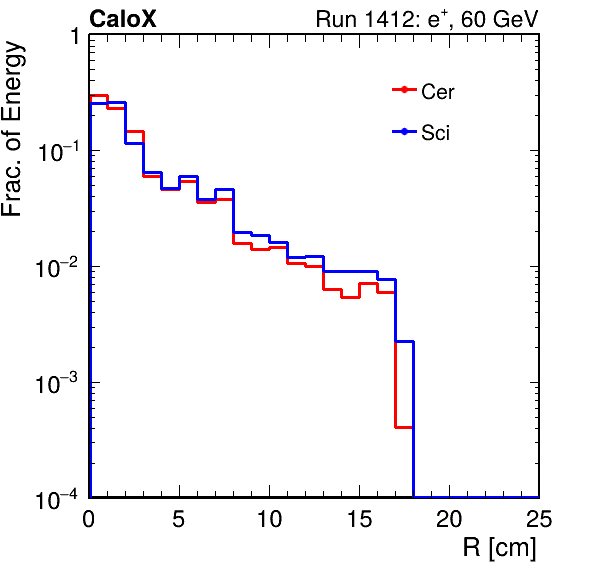 CaloX Run 1412: e⁺, 60 GeV
Frac. of Energy
1
10⁻¹
10⁻²
10⁻³
10⁻⁴
Cer
Sci
0 5 10 15 20 25
R [cm]